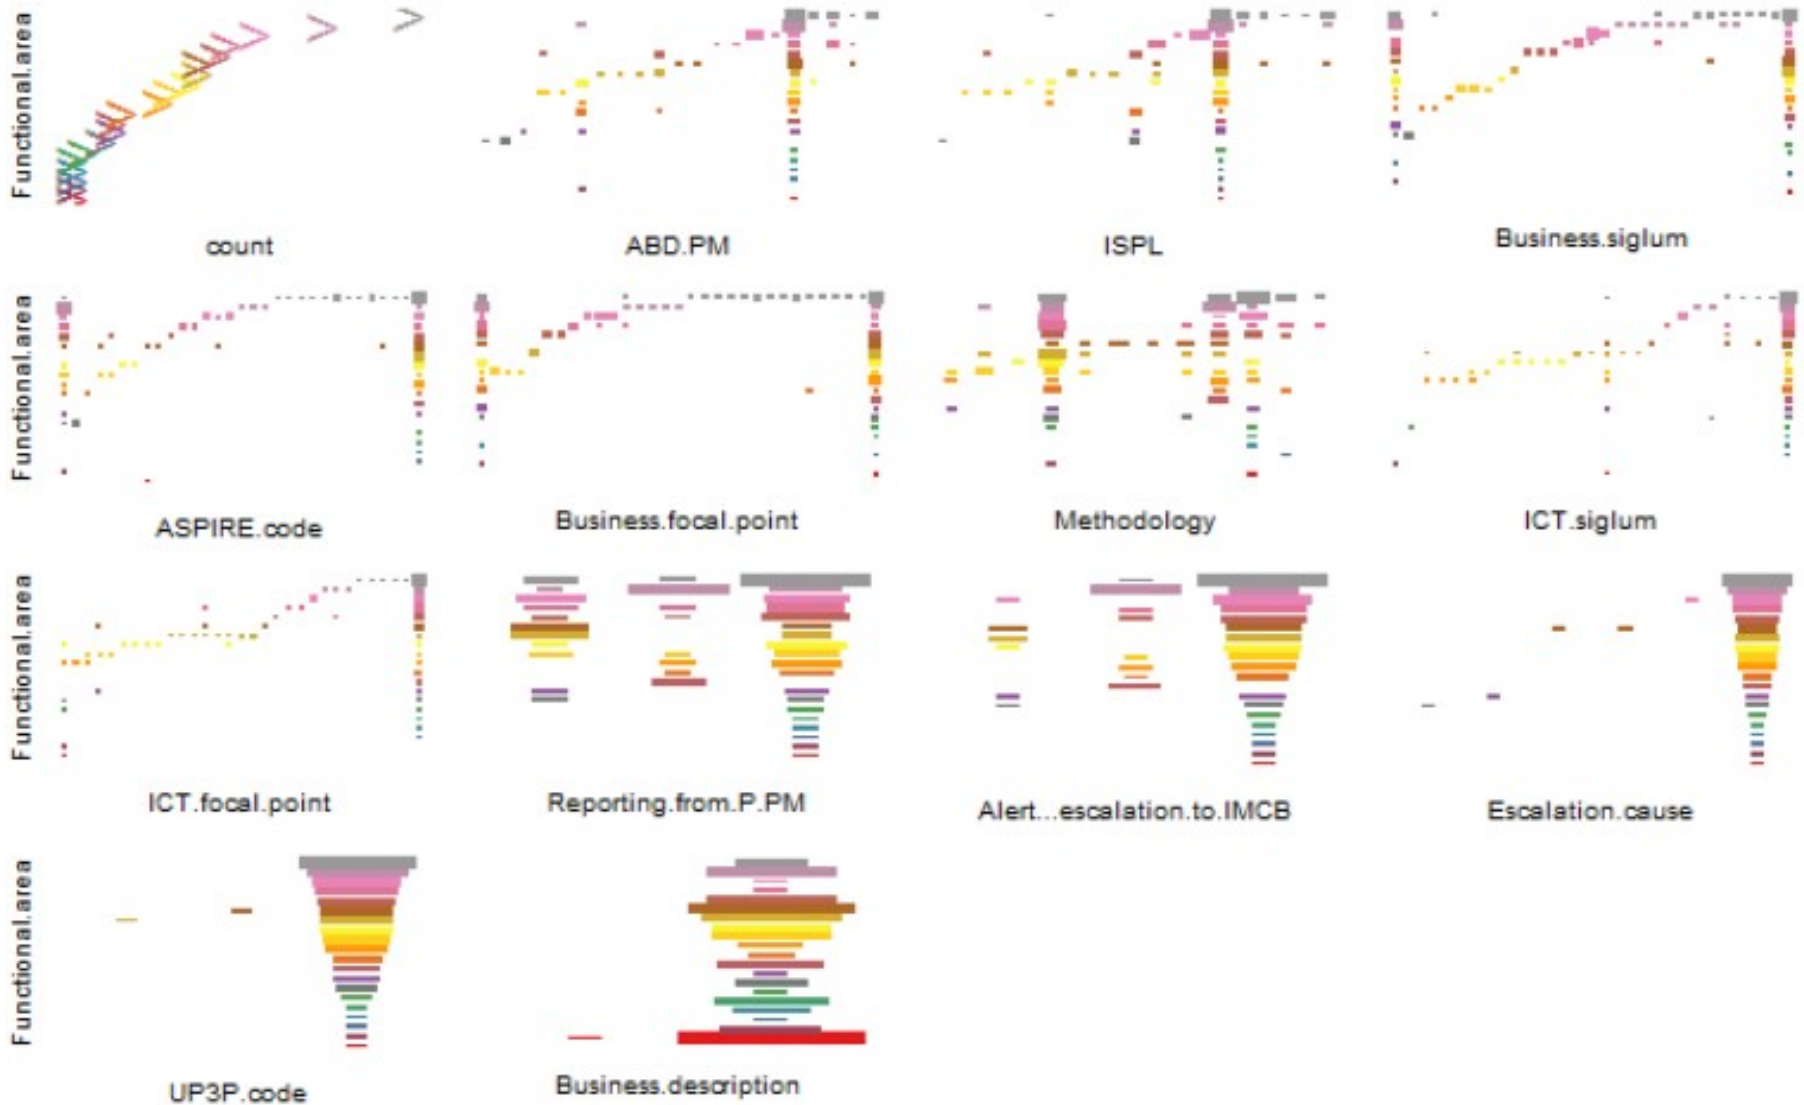 Functional.area
count
ABD.PM
ISPL
Business.siglum
Functional.area
ASPIRE.code
Business.focal.point
Methodology
ICT.siglum
Functional.area
ICT.focal.point
Reporting.from.P.PM
Alert...escalation.to.IMCB
Escalation.cause
Functional.area
UP3P.code
Business.description